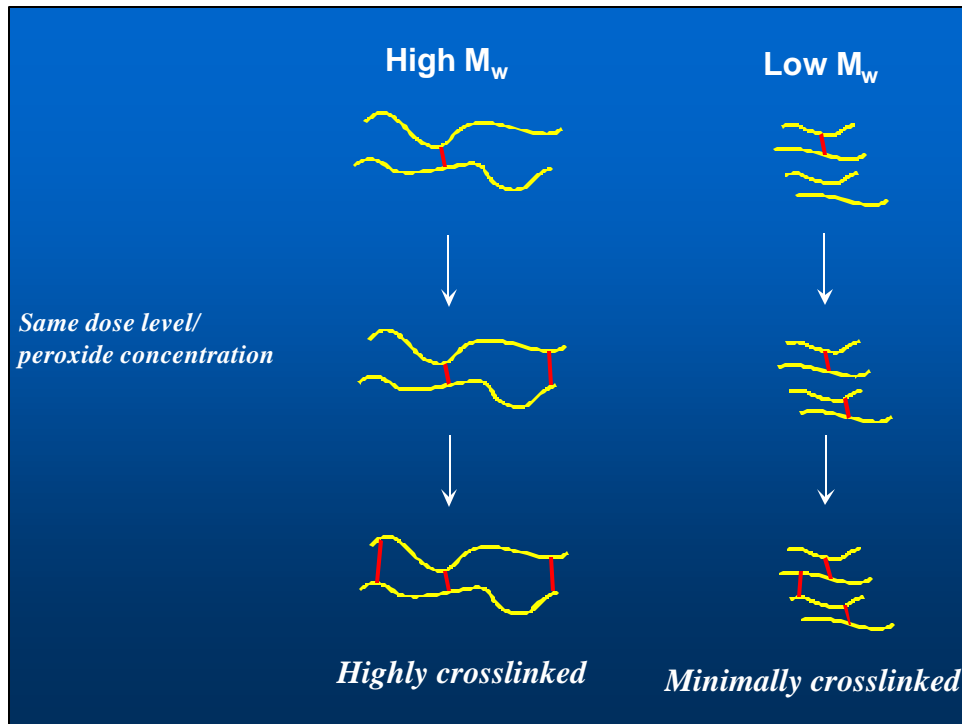 High Mw
Low Mw
Same dose level/
peroxide concentration
Highly crosslinked
Minimally crosslinked